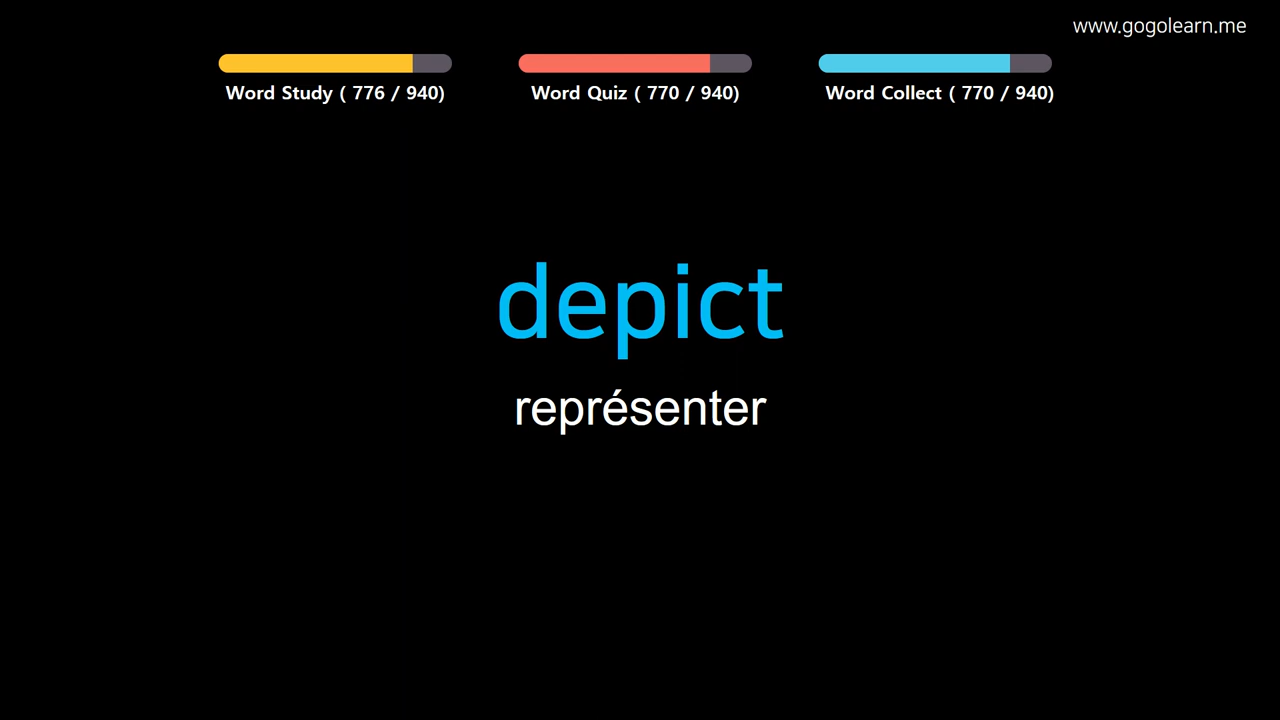 www.gogolearn.me
Word Study ( 776 / 940)
Word Quiz ( 770 / 940)
Word Collect ( 770 / 940)
depict
représenter